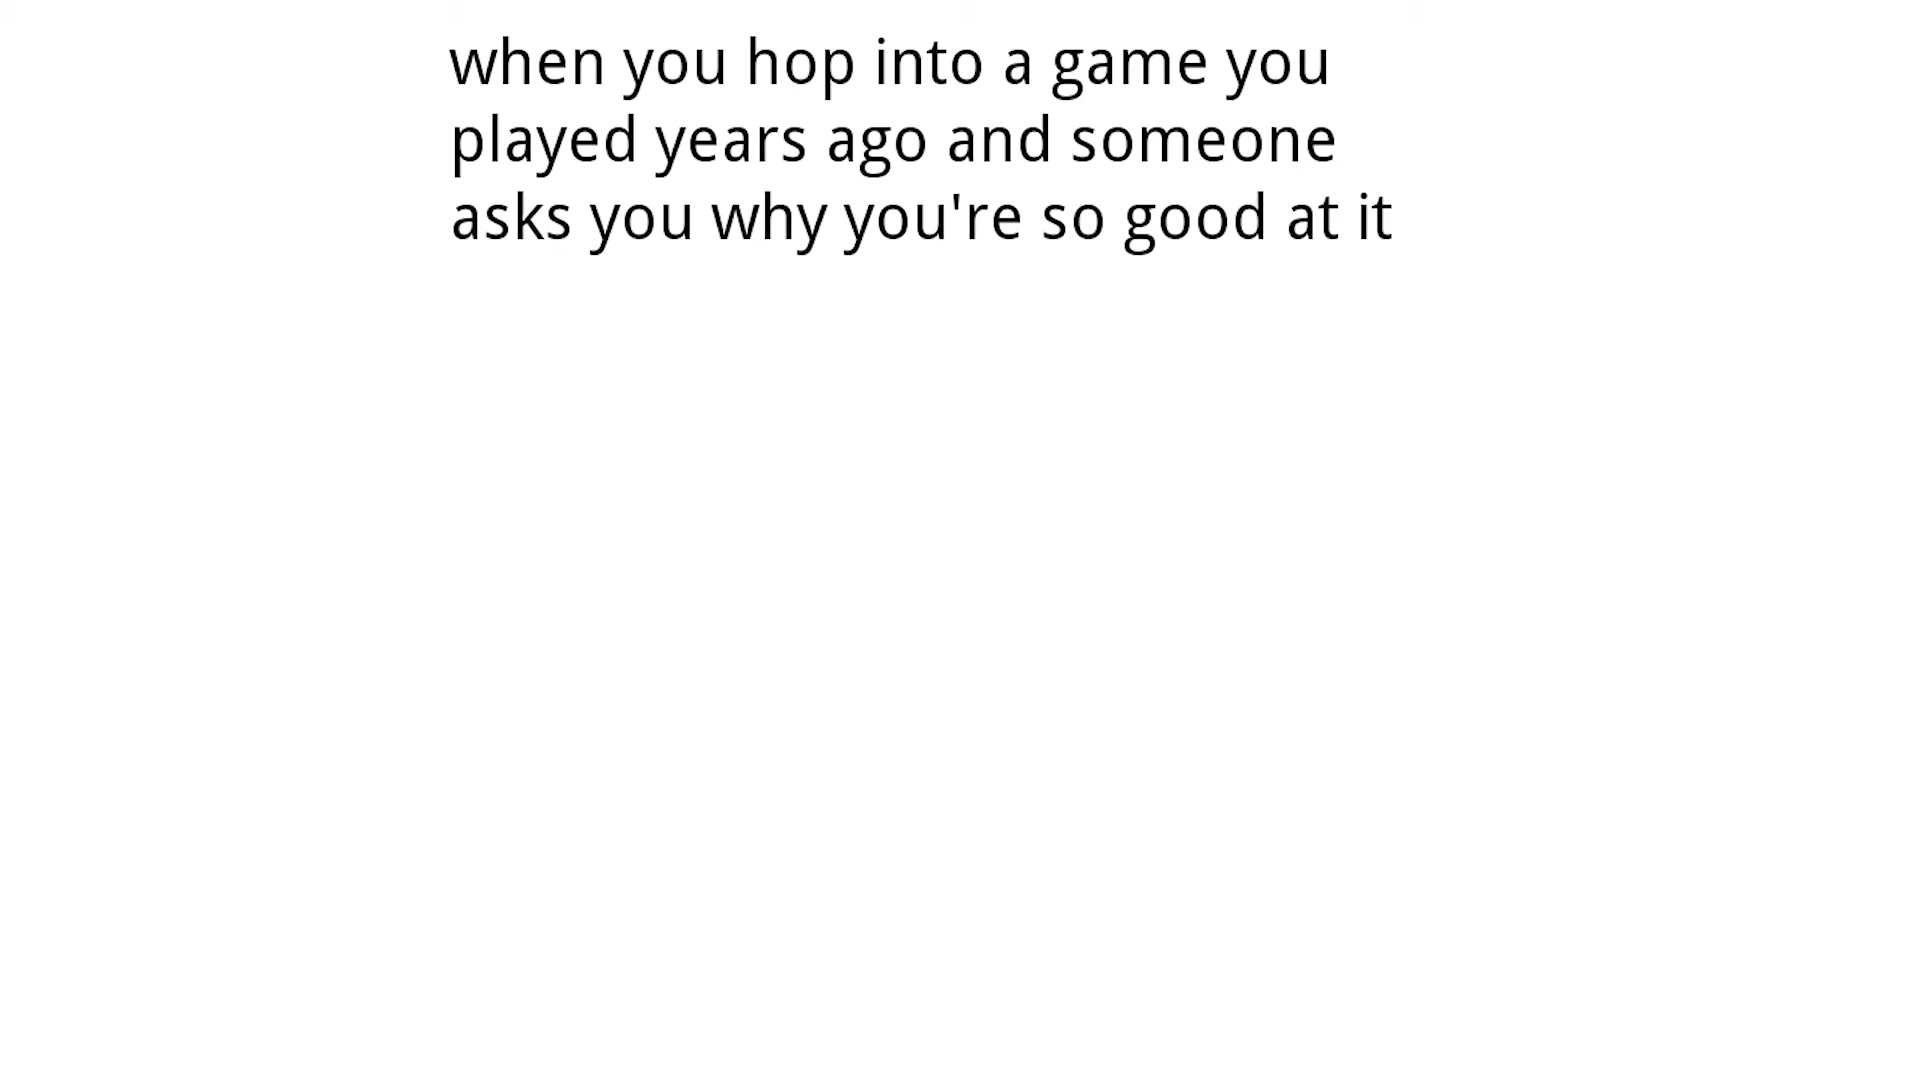 when you hop into a game you
played years ago and someone
asks you why you're so good at it